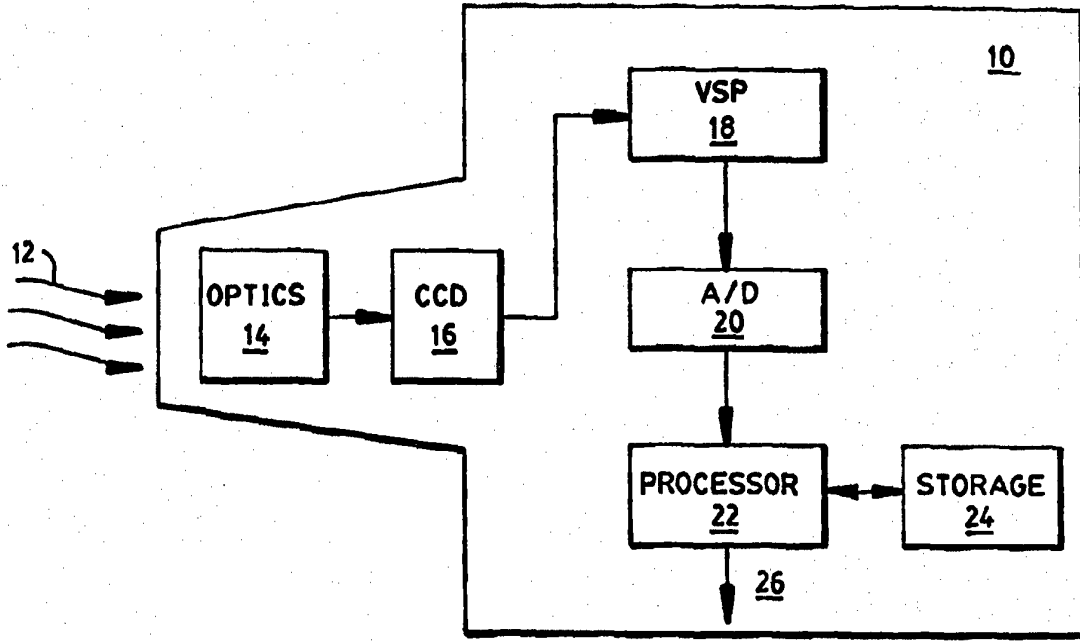 10
VSP
18
12
OPTICS
14
CCD
16
A/D
20
PROCESSOR
22
STORAGE
24
26